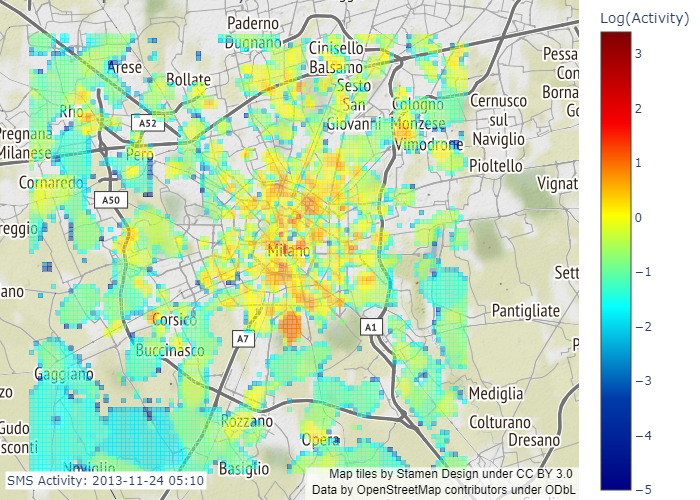 Log(Activity)
Paderno
Dugnano
Cinisello
Balsamo
Arese
Bollate
Sesto
San
Giovanni
Rho
Cologno
Monzese
Cernusco
sul
Naviglio
A52
Pregnana
Milanese
Pero
Vimodrone
Pioltello
Cornaredo
A50
Vignat
reggio
Milano
Sett
ano
Pantigliate
Corsico
A7
A1
Buccinasco
P
Gaggiano
zo
Mediglia
Rozzano
Colturano
Gudo
sconti
Opera
Dresano
Noviglio
Basiglio
Pessa
Con
Borna
Go
3
2
1
0
−1
−2
−3
−4
−5
SMS Activity: 2013-11-24 05:10
Map tiles by Stamen Design under CC BY 3.0
Data by OpenStreetMap contributors under ODbL